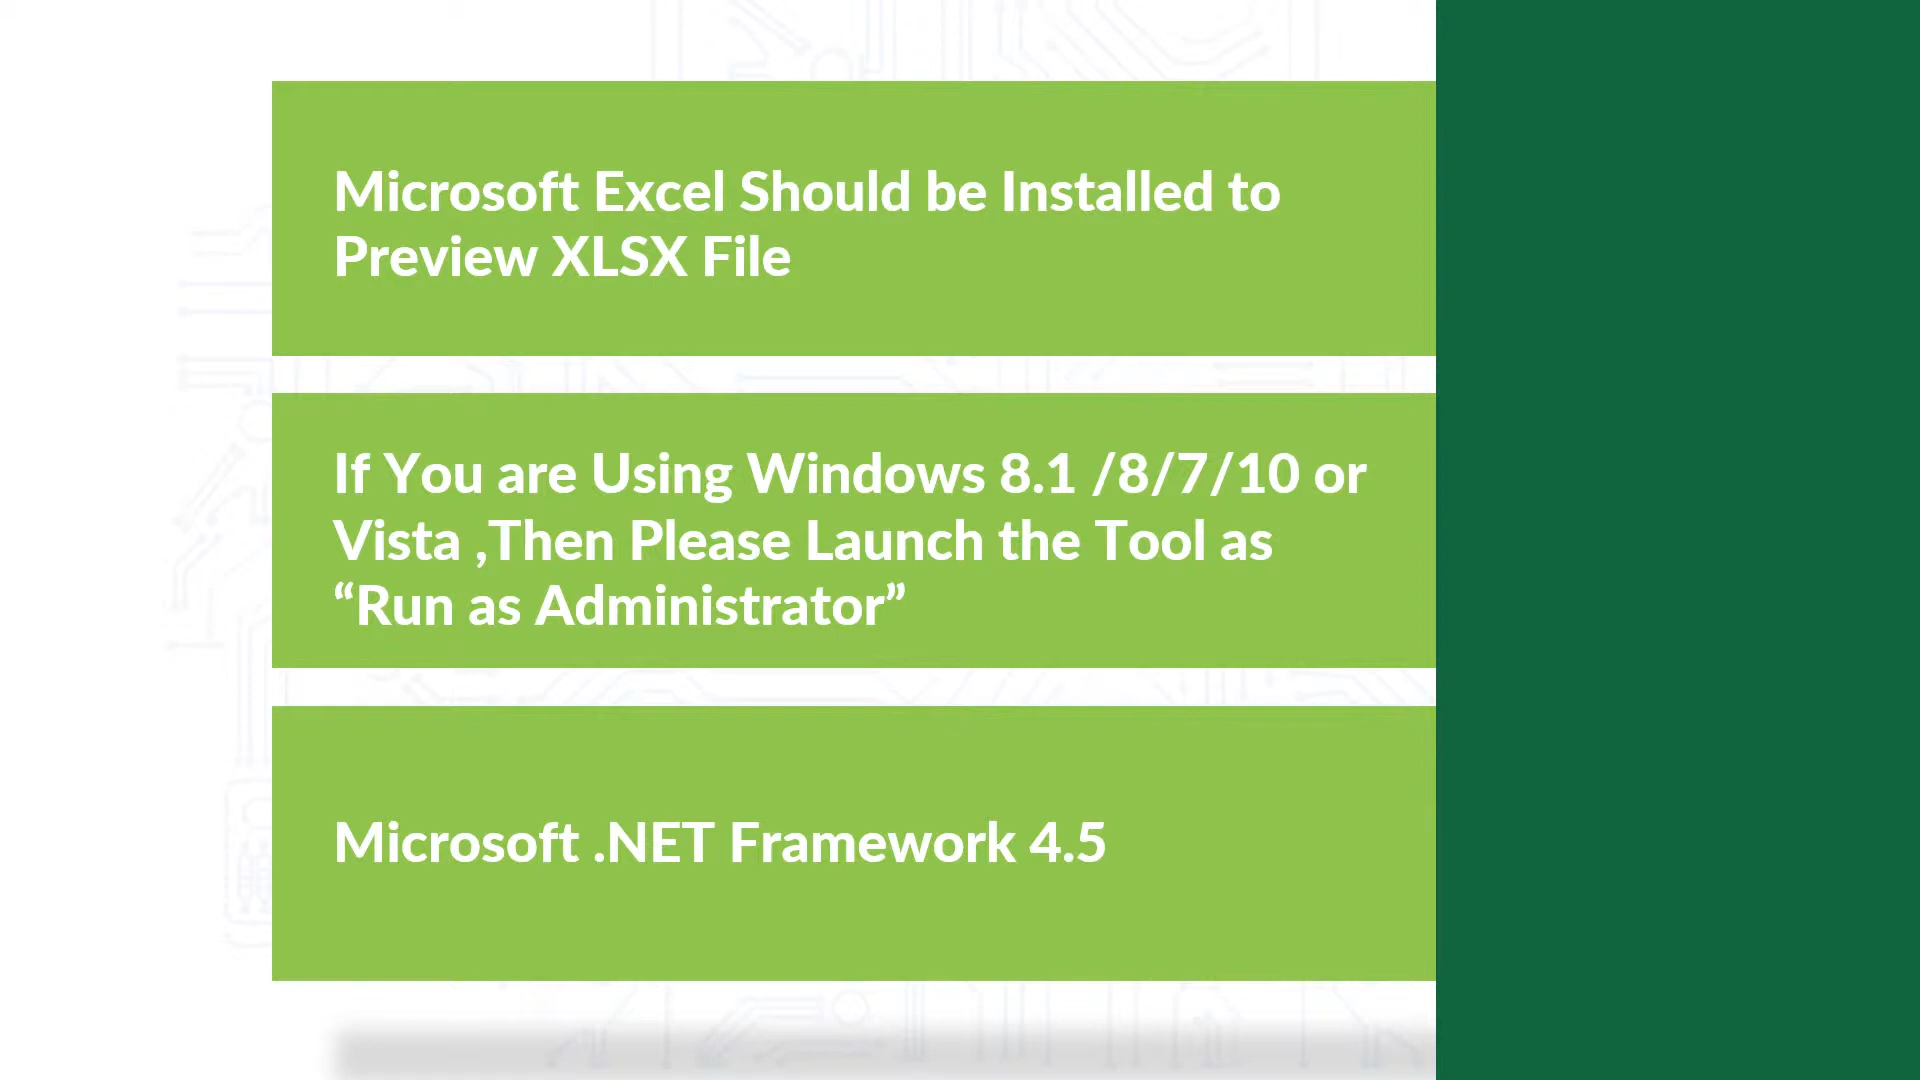 Microsoft Excel Should be Installed to
Preview XLSX File
If You are Using Windows 8.1 /8/7/10 or
Vista ,Then Please Launch the Tool as
“Run as Administrator”
Microsoft .NET Framework 4.5